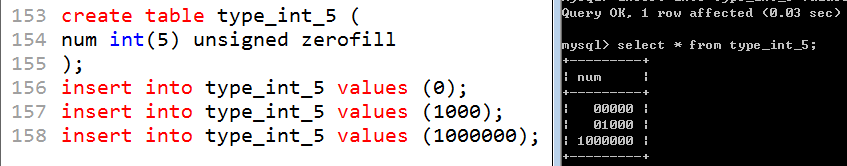 153 create table type_int_5 (
154 num int(5) unsigned zerofill
155 );
156 insert into type_int_5 values (0);
157 insert into type_int_5 values (1000);
158 insert into type_int_5 values (1000000);
Query OK, 1 row affected (0.03 sec)
mysql> select * from type_int_5;
+---------+
| num     |
+---------+
|   00000 |
|   01000 |
| 1000000 |
+---------+